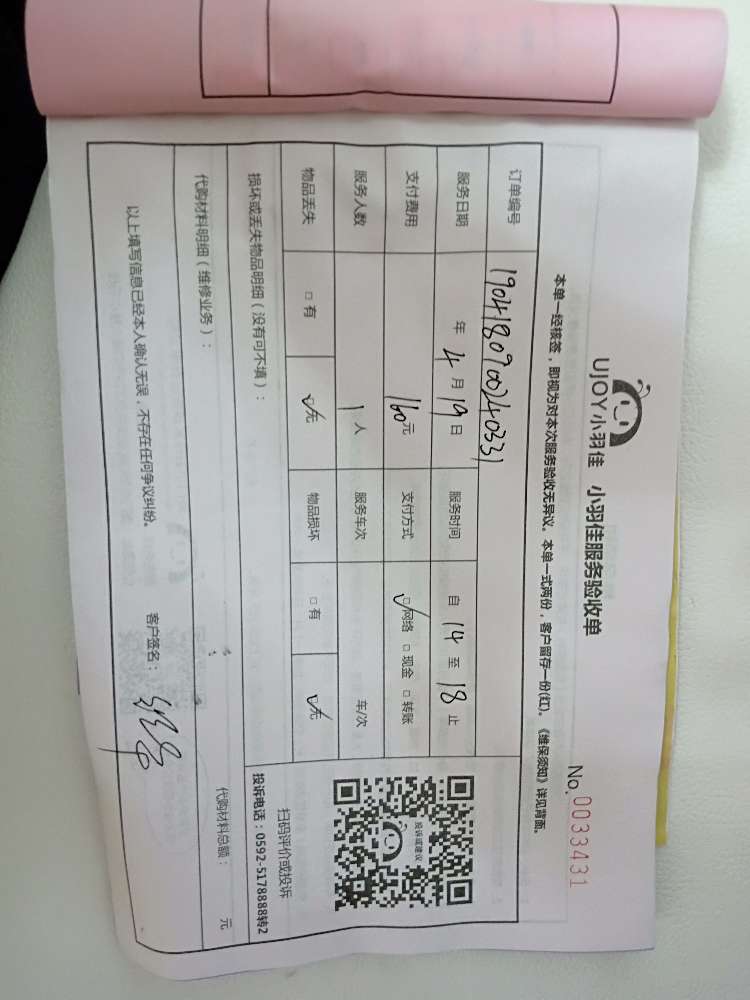 UJOY小羽佳 小羽佳服务验收单
No.0033431
本单一经核签，即视为对本次服务验收无异议。本单一式两份，客户留存一份(红)。《维保须知》详见背面。
订单编号 190418090024033１
服务日期 年 4 月 19 日 服务时间 自 14 至 18 止
支付费用 160元 支付方式 ☑网络 □现金 □转账
服务人数 1 人 服务车次 车/次
物品丢失 □有 ☑无 物品损坏 □有 ☑无
投诉或建议
扫码评价或投诉
投诉电话：0592-5178888转2
损坏或丢失物品明细（没有可不填）：
代购材料明细（维修业务）： 代购材料总额： 元
以上填写信息已经本人确认无误，不存在任何争议纠纷。 客户签名：